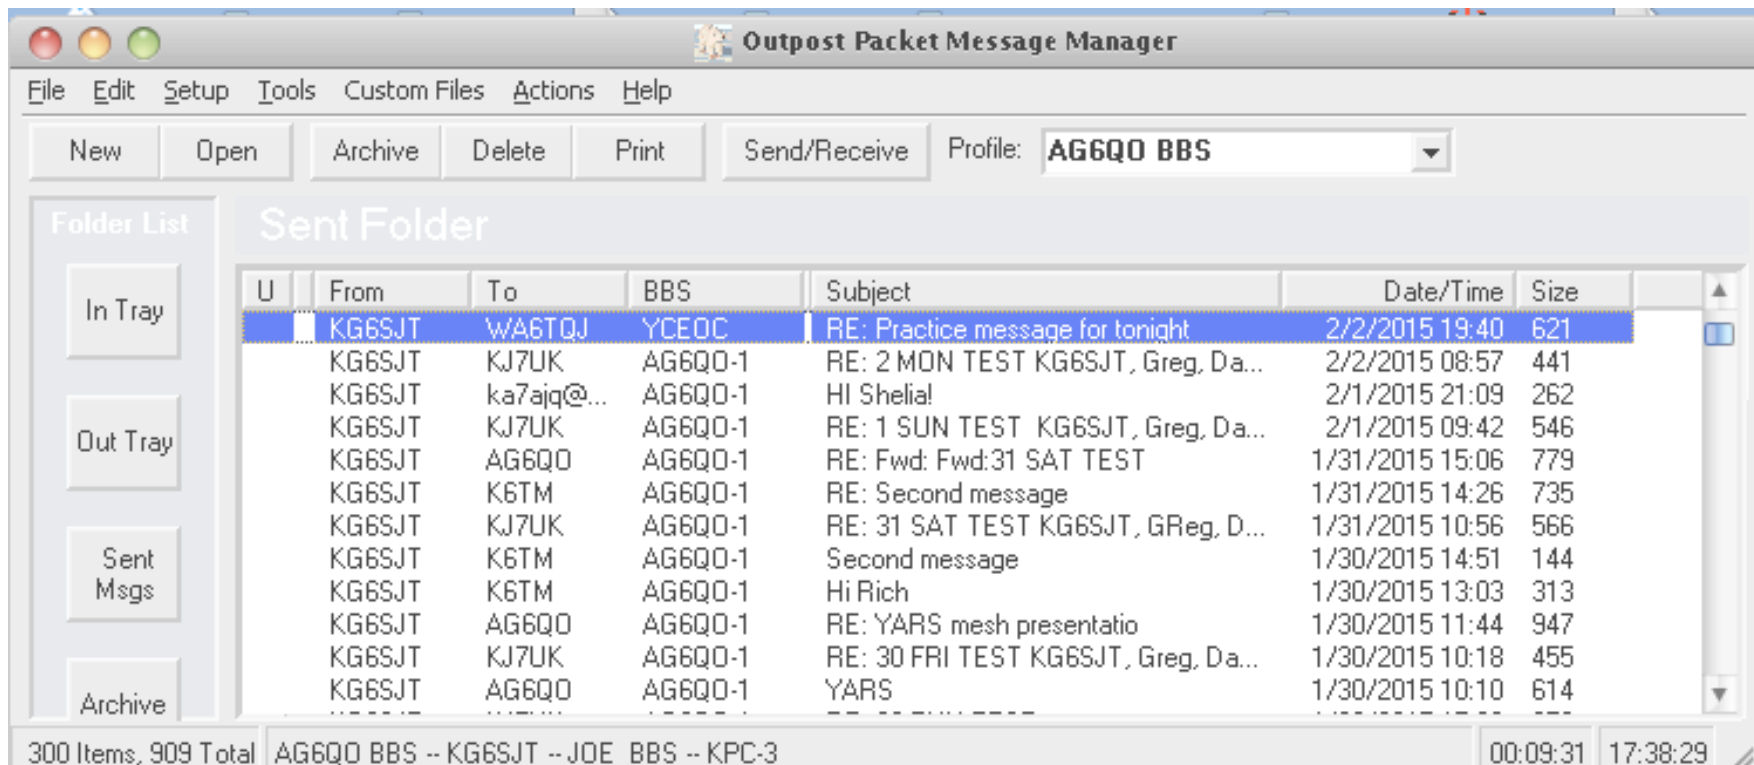 Outpost Packet Message Manager
File Edit Setup Tools Custom Files Actions Help
New Open Archive Delete Print Send/Receive Profile: AG6QO BBS
Folder List
Sent Folder
In Tray
Out Tray
Sent
Msgs
Archive
U From To BBS Subject Date/Time Size
KG6SJT WA6TQJ YCEOC RE: Practice message for tonight 2/2/2015 19:40 621
KG6SJT KJ7UK AG6QO-1 RE: 2 MON TEST KG6SJT, Greg, Da... 2/2/2015 08:57 441
KG6SJT ka7ajq@... AG6QO-1 HI Shelia! 2/1/2015 21:09 262
KG6SJT KJ7UK AG6QO-1 RE: 1 SUN TEST  KG6SJT, Greg, Da... 2/1/2015 09:42 546
KG6SJT AG6QO AG6QO-1 RE: Fwd: Fwd:31 SAT TEST 1/31/2015 15:06 779
KG6SJT K6TM AG6QO-1 RE: Second message 1/31/2015 14:26 735
KG6SJT KJ7UK AG6QO-1 RE: 31 SAT TEST KG6SJT, GReg, D... 1/31/2015 10:56 566
KG6SJT K6TM AG6QO-1 Second message 1/30/2015 14:51 144
KG6SJT K6TM AG6QO-1 Hi Rich 1/30/2015 13:03 313
KG6SJT AG6QO AG6QO-1 RE: YARS mesh presentatio 1/30/2015 11:44 947
KG6SJT KJ7UK AG6QO-1 RE: 30 FRI TEST KG6SJT, Greg, Da... 1/30/2015 10:18 455
KG6SJT AG6QO AG6QO-1 YARS 1/30/2015 10:10 614
300 Items, 909 Total AG6QO BBS -- KG6SJT -- JOE_BBS -- KPC-3 00:09:31 17:38:29